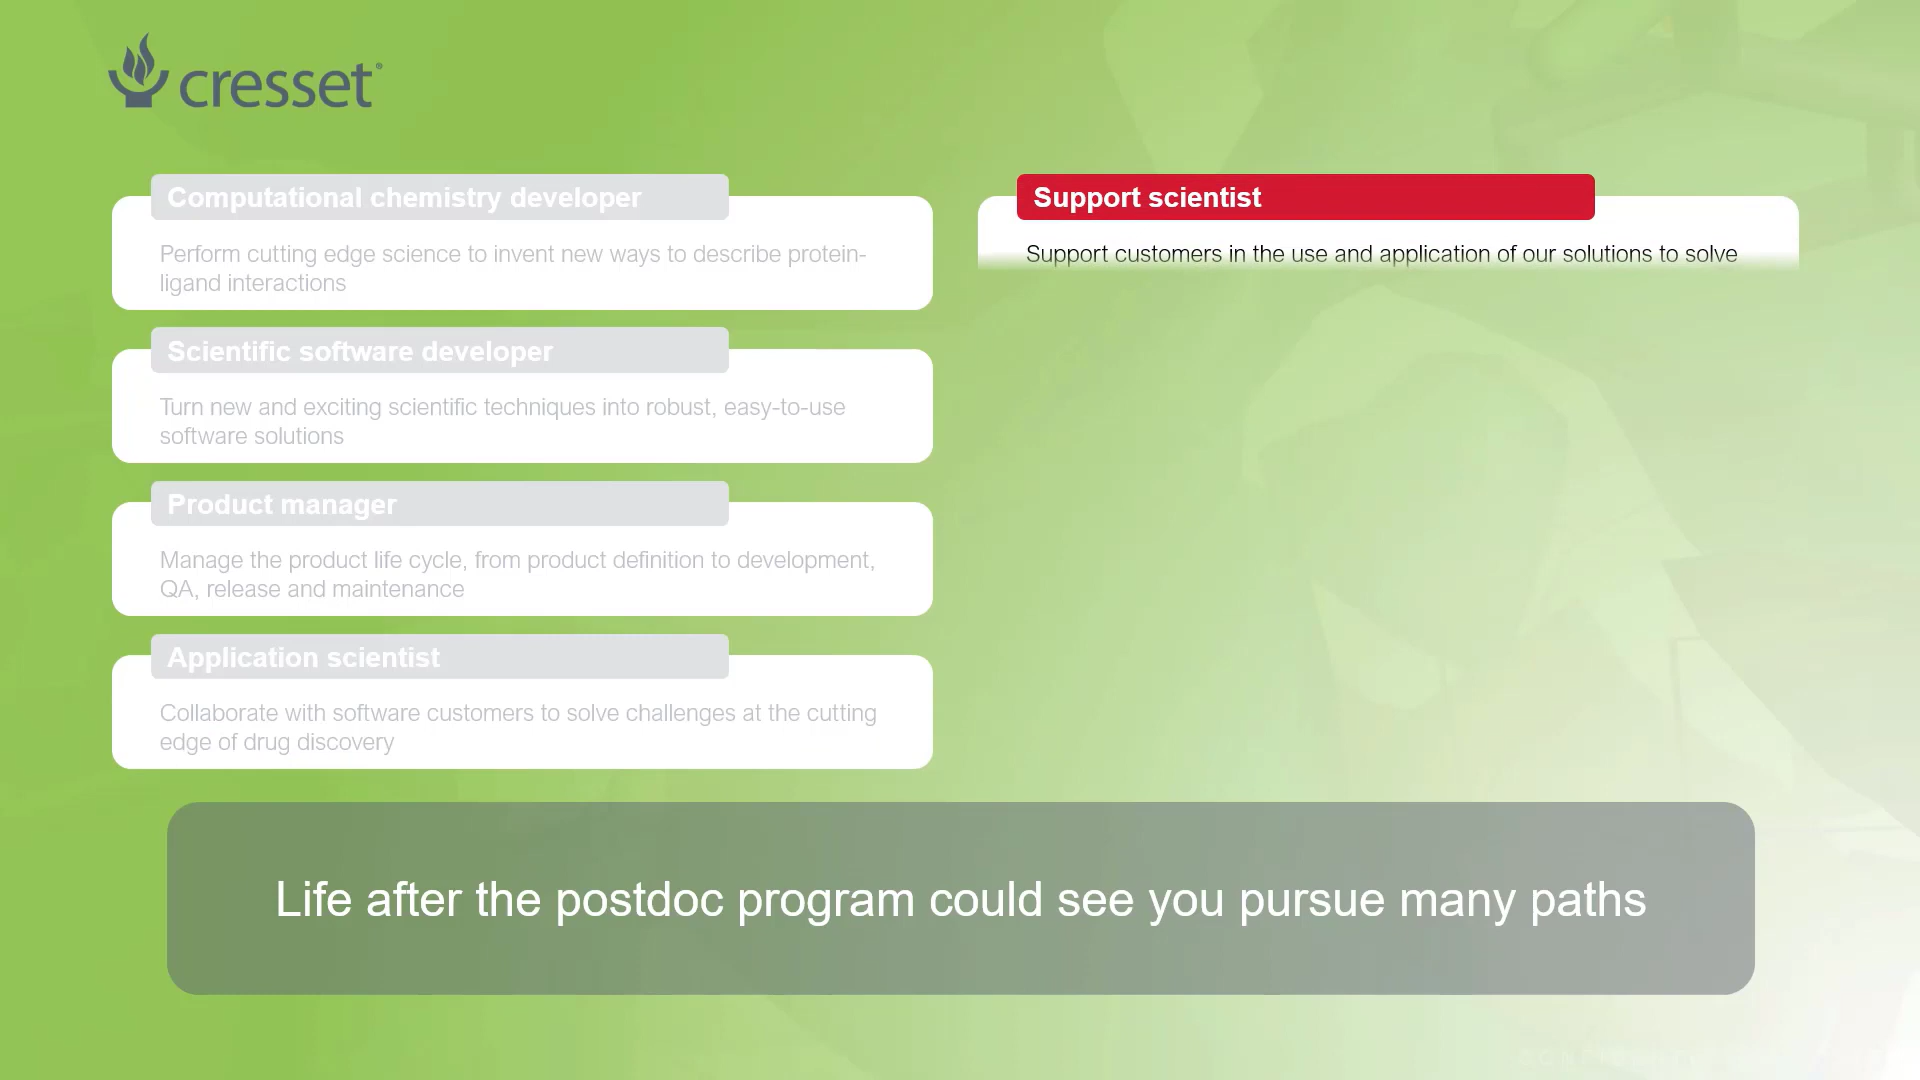 cresset
Computational chemistry developer
Perform cutting edge science to invent new ways to describe protein-
ligand interactions
Scientific software developer
Turn new and exciting scientific techniques into robust, easy-to-use
software solutions
Product manager
Manage the product life cycle, from product definition to development,
QA, release and maintenance
Application scientist
Collaborate with software customers to solve challenges at the cutting
edge of drug discovery
Support scientist
Support customers in the use and application of our solutions to solve
Life after the postdoc program could see you pursue many paths